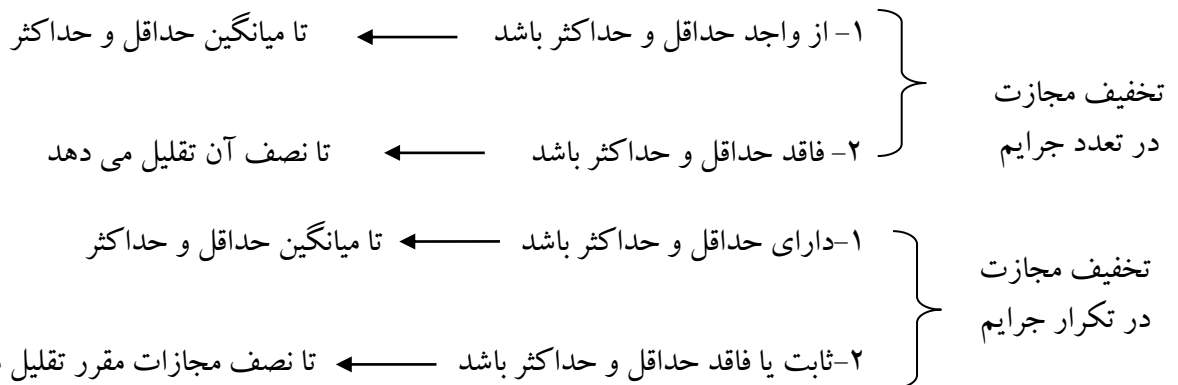 ۱- از واجد حداقل و حداکثر باشد تا میانگین حداقل و حداکثر
تخفیف مجازت
در تعدد جرایم
۲- فاقد حداقل و حداکثر باشد تا نصف آن تقلیل می دهد
۱-دارای حداقل و حداکثر باشد تا میانگین حداقل و حداکثر
تخفیف مجازت
در تکرار جرایم
۲-ثابت یا فاقد حداقل و حداکثر باشد تا نصف مجازات مقرر تقلیل